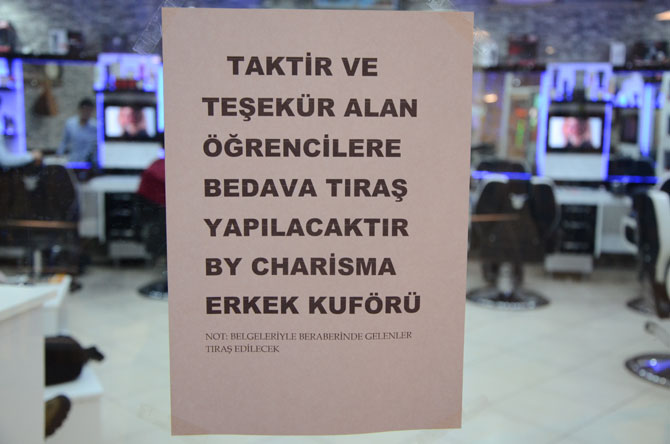 TAKTİR VE
TEŞEKÜR ALAN
ÖĞRENCİLERE
BEDAVA TIRAŞ
YAPILACAKTIR
BY CHARİSMA
ERKEK KUFÖRÜ
NOT: BELGELERİYLE BERABERİNDE GELENLER
TIRAŞ EDİLECEK